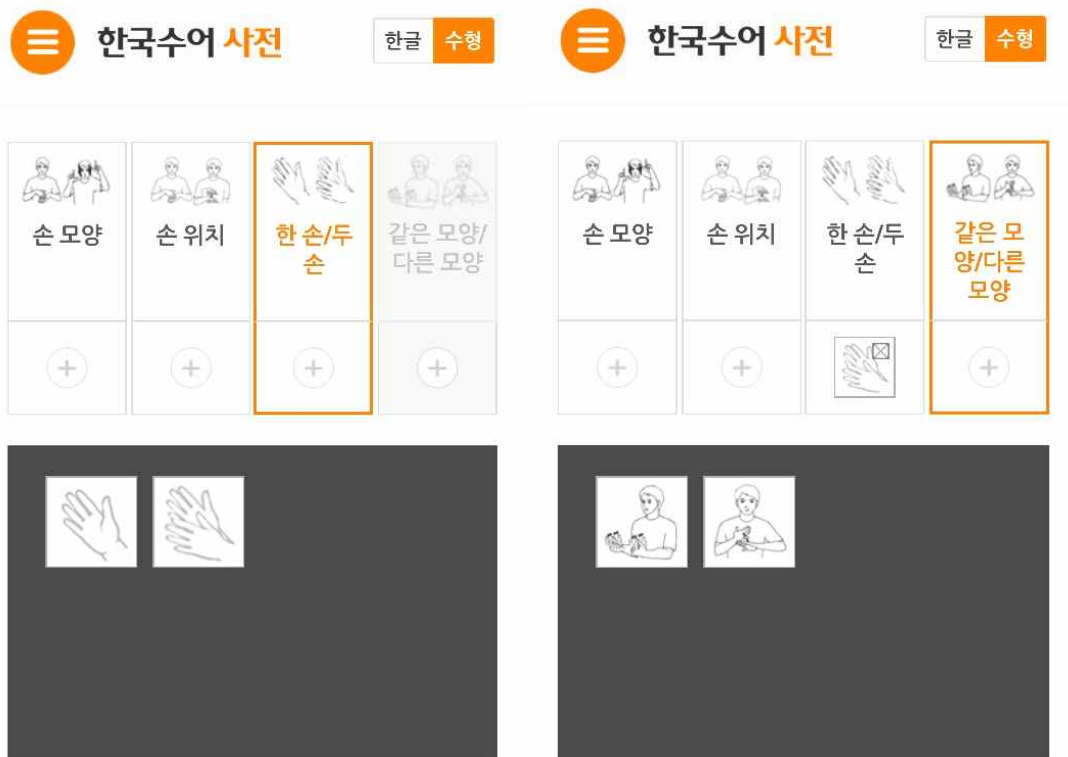 한국수어 사전
한글 수형
손 모양
손 위치
한 손/두
손
같은 모양/
다른 모양
한국수어 사전
한글 수형
손 모양
손 위치
한 손/두
손
같은 모
양/다른
모양